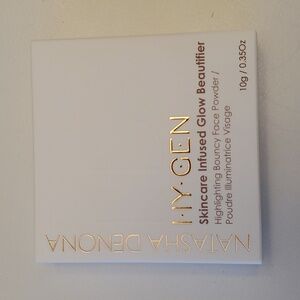 HY·GEN
Skincare Infused Glow Beautifier
Highlighting Bouncy Face Powder /
Poudre Illuminatrice Visage
10g / 0.35Oz
NATASHA DENONA